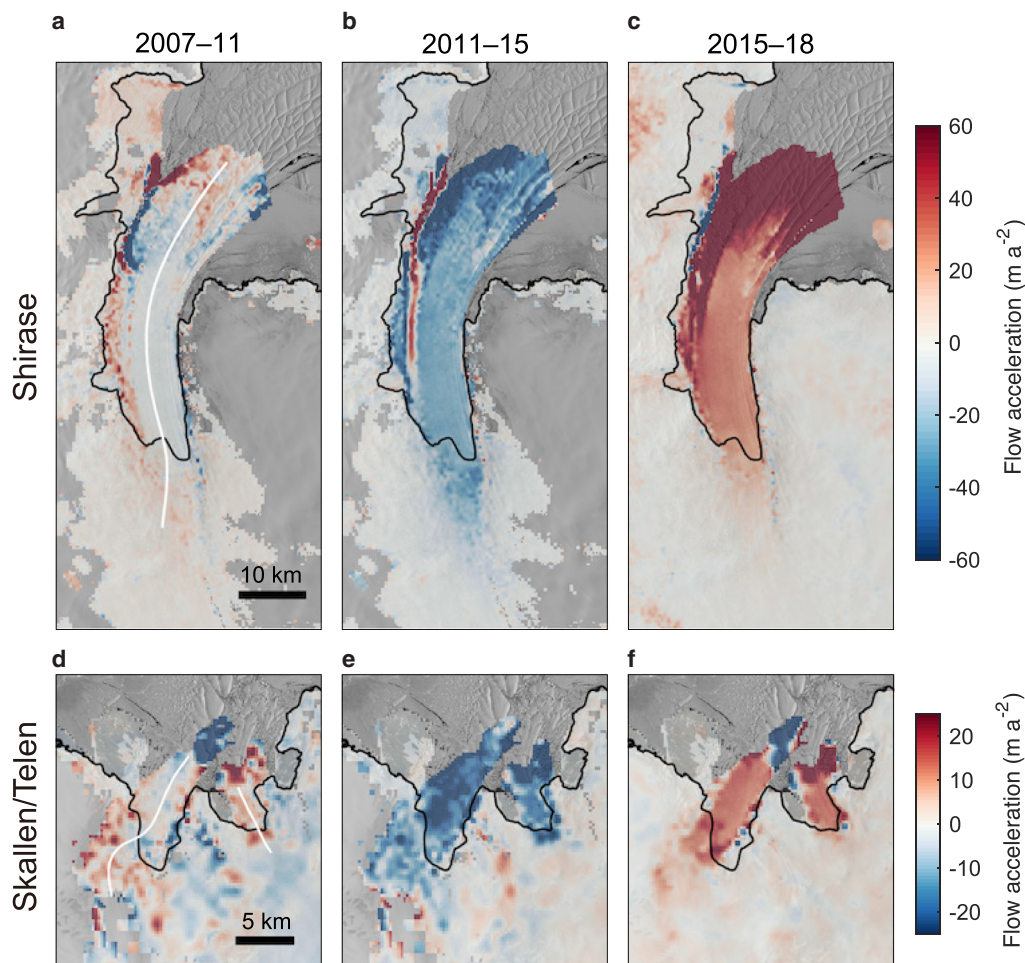 a
b
c
2007–11
2011–15
2015–18
Shirase
10 km
60
40
20
0
-20
-40
-60
Flow acceleration (m a-2)
d
e
f
Skallen/Telen
5 km
20
10
0
-10
-20
Flow acceleration (m a-2)